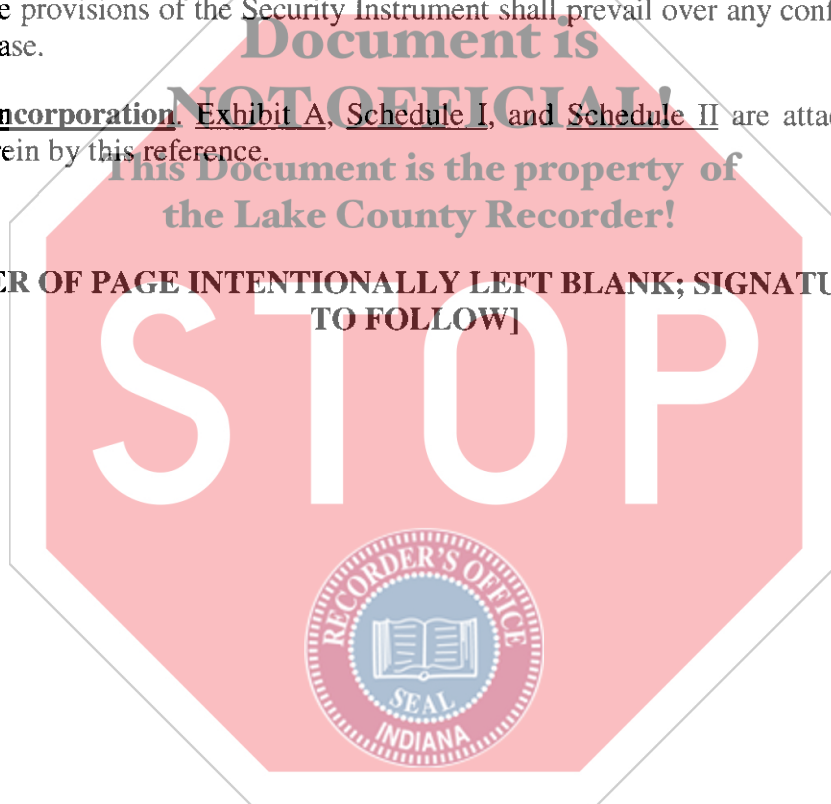 e provisions of the Security Instrument shall prevail over any conf
ase.
Document is
ncorporation. Exhibit A, Schedule I, and Schedule II are attac
NOT OFFICIAL!
rein by this reference.
This Document is the property of
the Lake County Recorder!
ER OF PAGE INTENTIONALLY LEFT BLANK; SIGNATU
TO FOLLOW]
STOP
RECORDER'S OFFICE
SEAL
INDIANA